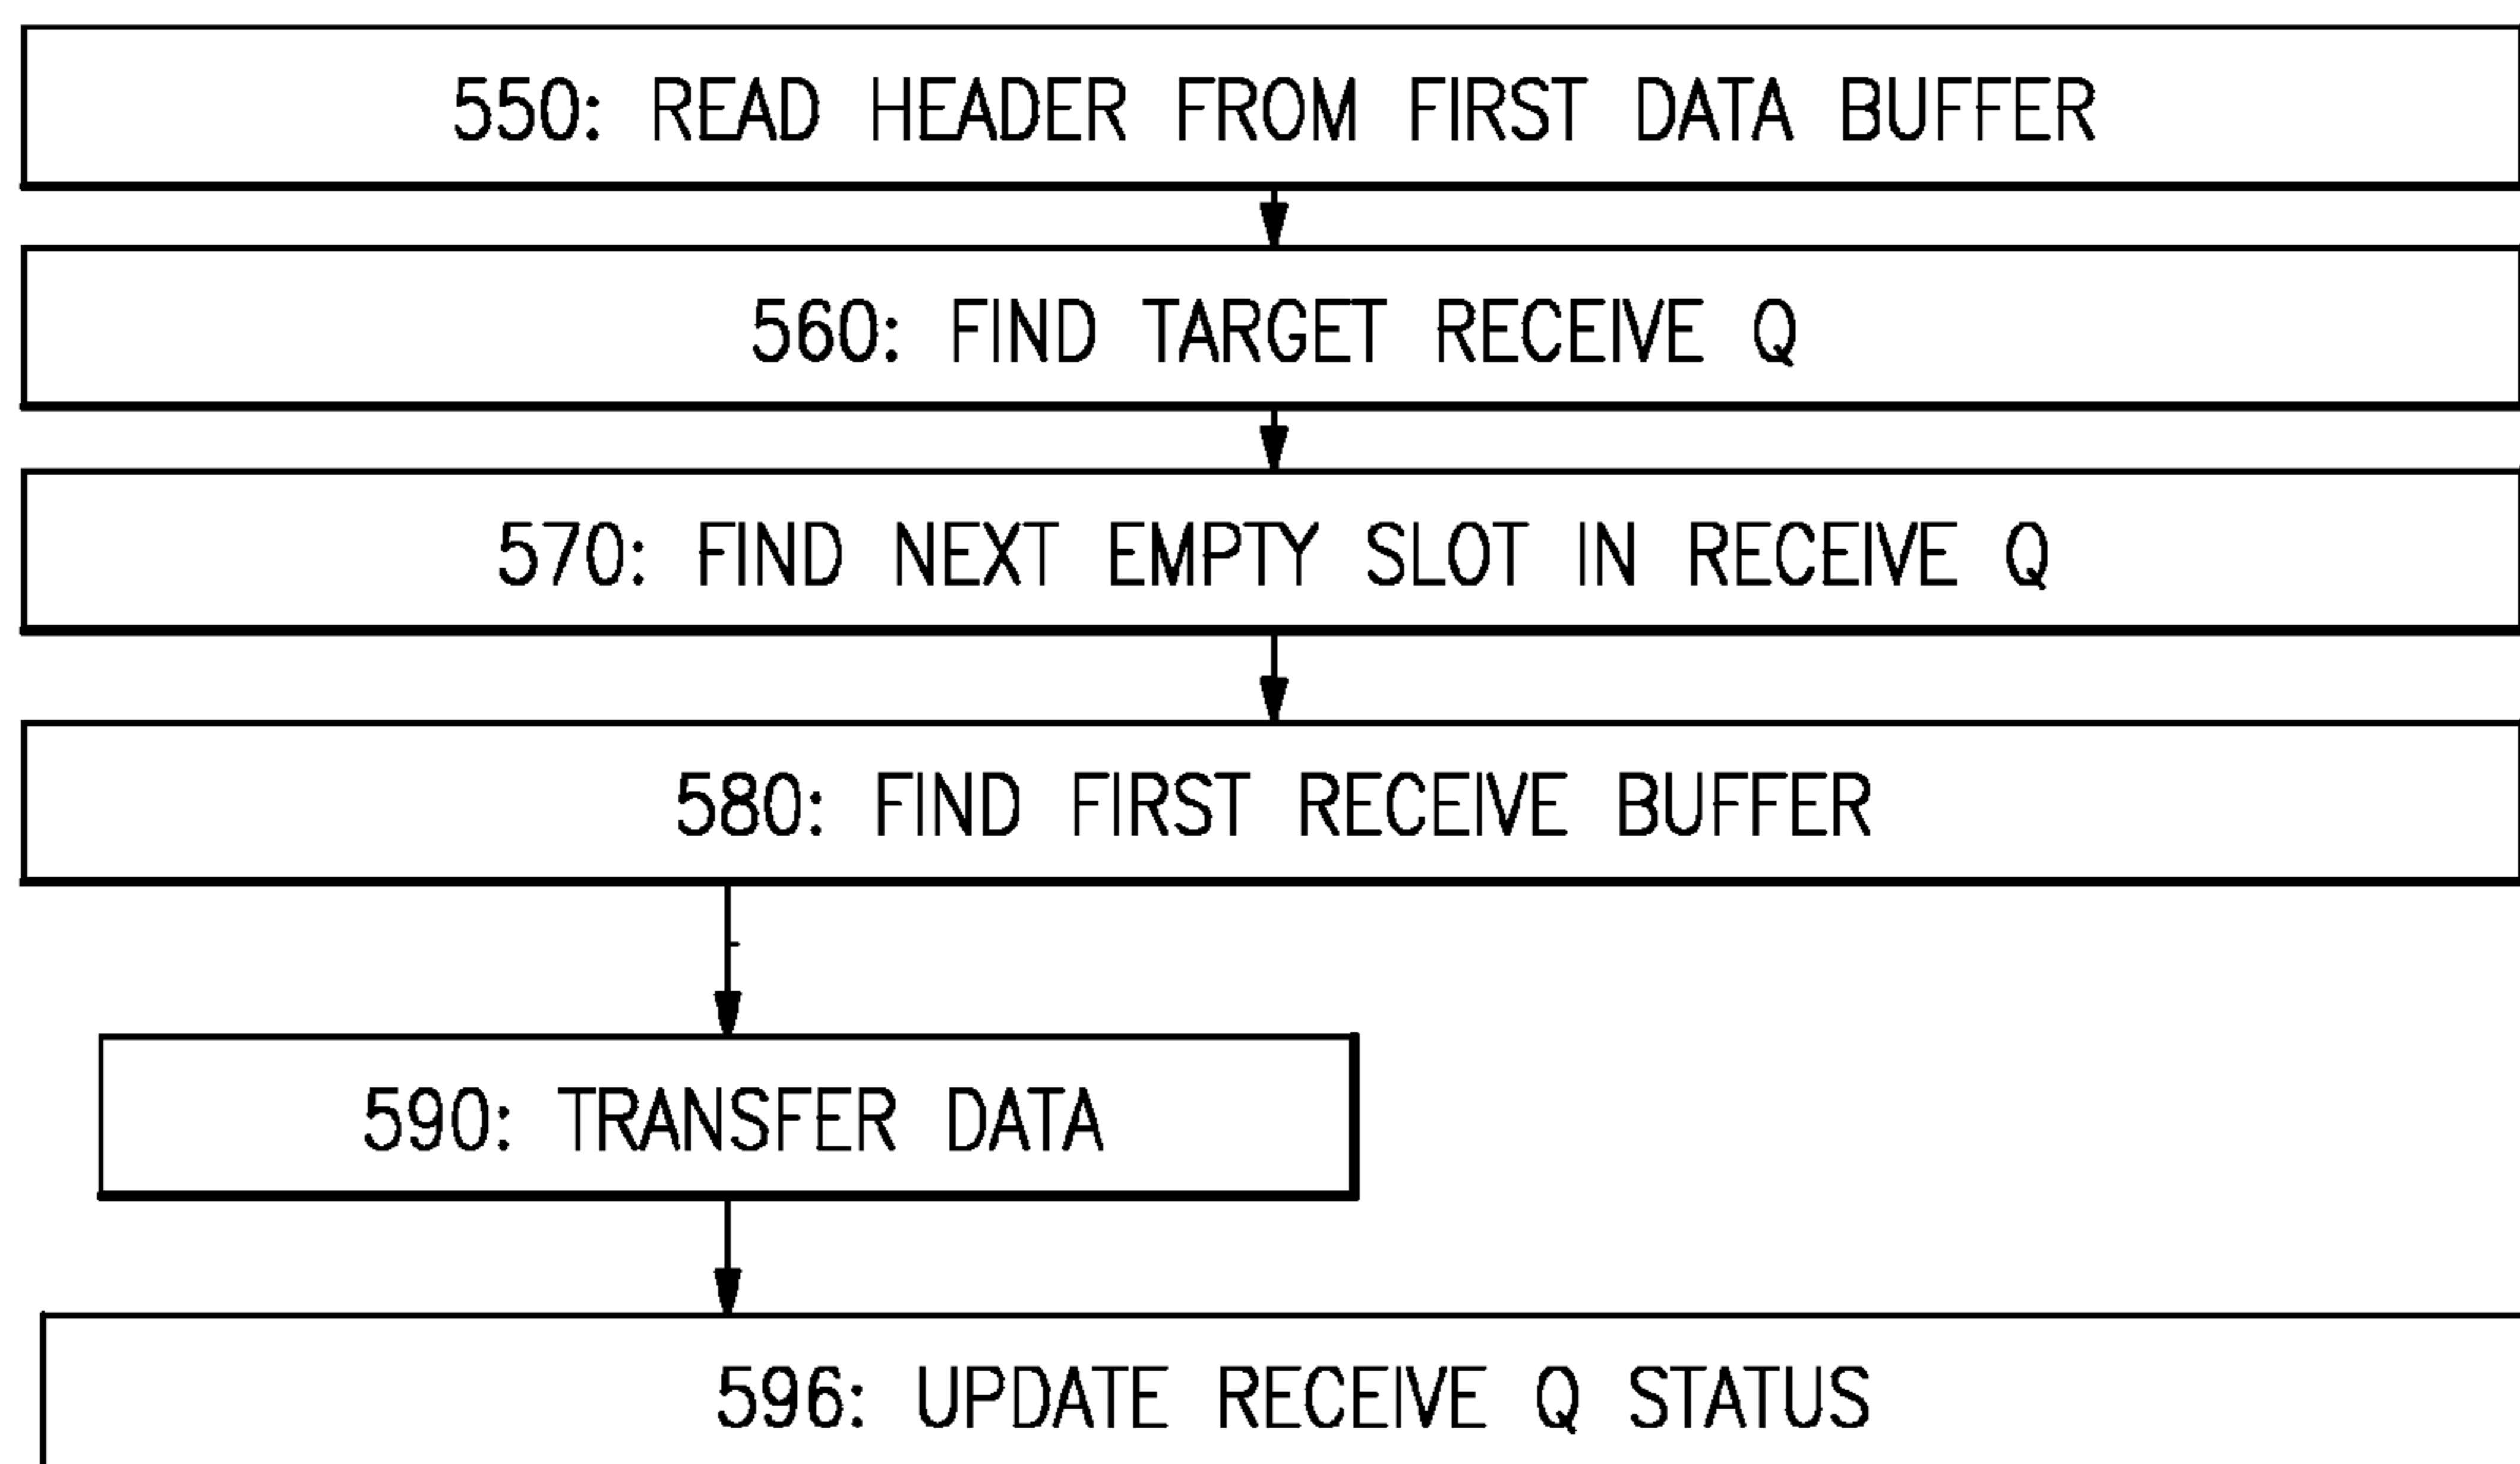 550: READ HEADER FROM FIRST DATA BUFFER
560: FIND TARGET RECEIVE Q
570: FIND NEXT EMPTY SLOT IN RECEIVE Q
580: FIND FIRST RECEIVE BUFFER
590: TRANSFER DATA
596: UPDATE RECEIVE Q STATUS